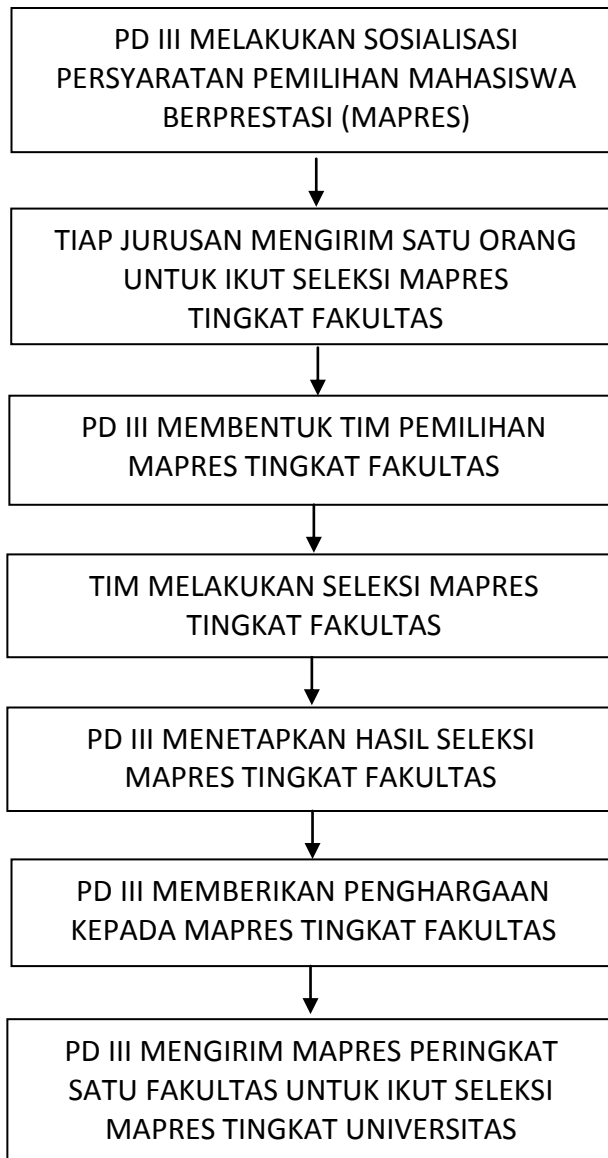 PD III MELAKUKAN SOSIALISASI
PERSYARATAN PEMILIHAN MAHASISWA
BERPRESTASI (MAPRES)
TIAP JURUSAN MENGIRIM SATU ORANG
UNTUK IKUT SELEKSI MAPRES
TINGKAT FAKULTAS
PD III MEMBENTUK TIM PEMILIHAN
MAPRES TINGKAT FAKULTAS
TIM MELAKUKAN SELEKSI MAPRES
TINGKAT FAKULTAS
PD III MENETAPKAN HASIL SELEKSI
MAPRES TINGKAT FAKULTAS
PD III MEMBERIKAN PENGHARGAAN
KEPADA MAPRES TINGKAT FAKULTAS
PD III MENGIRIM MAPRES PERINGKAT
SATU FAKULTAS UNTUK IKUT SELEKSI
MAPRES TINGKAT UNIVERSITAS